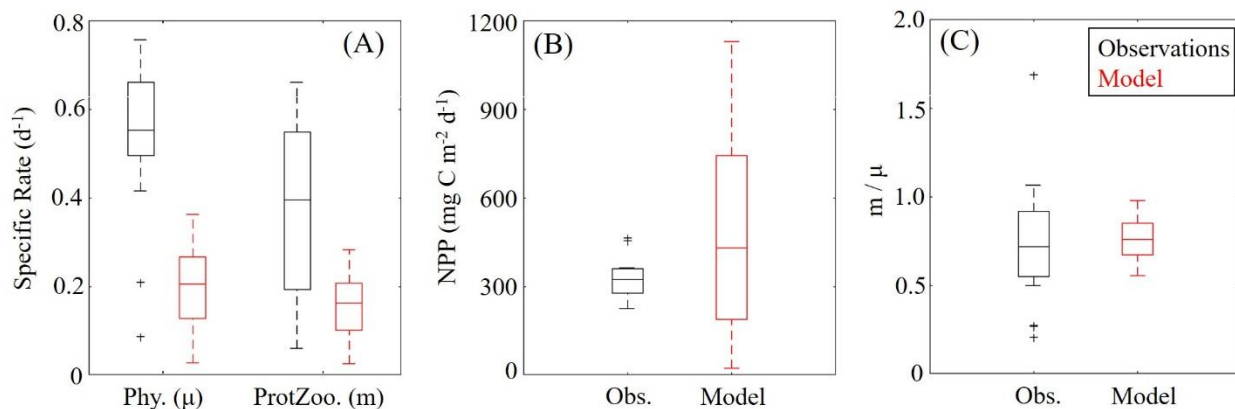 (A)
Specific Rate (d⁻¹)
0.8
0.6
0.4
0.2
0
Phy. (μ) ProtZoo. (m)
(B)
NPP (mg C m⁻² d⁻¹)
1200
900
600
300
0
Obs. Model
(C)
m / μ
2.0
1.5
1.0
0.5
0
Obs. Model
Observations
Model